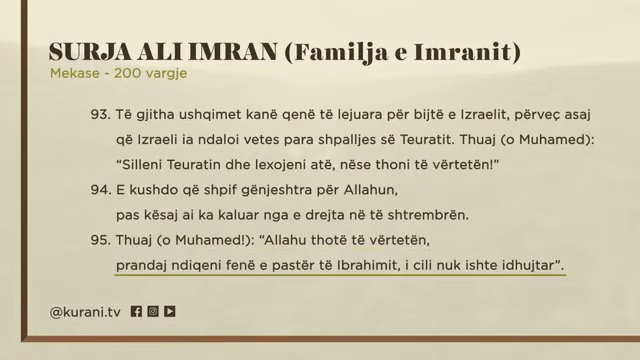 SURJA ALI IMRAN (Familja e Imranit)
Mekase - 200 vargje
93. Të gjitha ushqimet kanë qenë të lejuara për bijtë e Izraelit, përveç asaj
që Izraeli ia ndaloi vetes para shpalljes së Teuratit. Thuaj (o Muhamed):
“Silleni Teuratin dhe lexojeni atë, nëse thoni të vërtetën!”
94. E kushdo që shpif gënjeshtra për Allahun,
pas kësaj ai ka kaluar nga e drejta në të shtrembrën.
95. Thuaj (o Muhamed!): “Allahu thotë të vërtetën,
prandaj ndiqeni fenë e pastër të Ibrahimit, i cili nuk ishte idhujtar”.
@kurani.tv